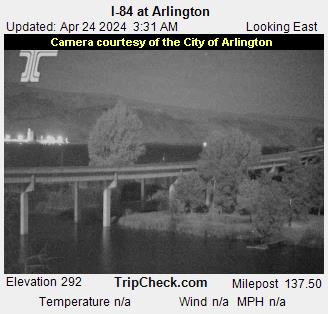 I-84 at Arlington
Updated: Apr 24 2024 3:31 AM Looking East
Camera courtesy of the City of Arlington
Elevation 292 TripCheck.com Milepost 137.50
Temperature n/a Wind n/a MPH n/a